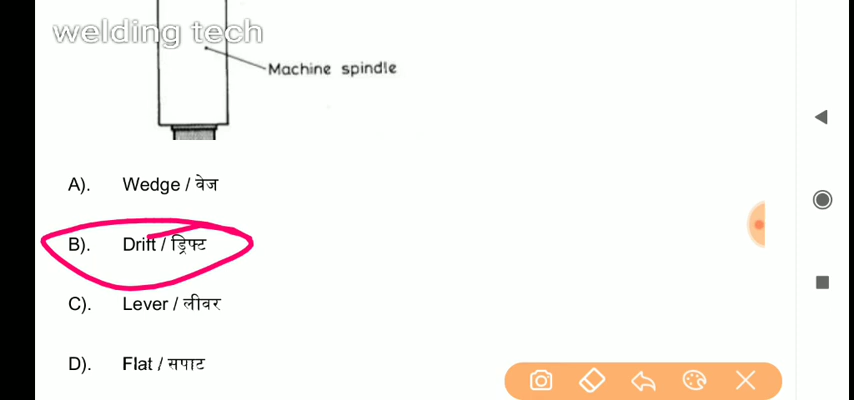 welding tech
Machine spindle
A). Wedge / वेज
B). Drift / ड्रिफ्ट
C). Lever / लीवर
D). Flat / सपाट